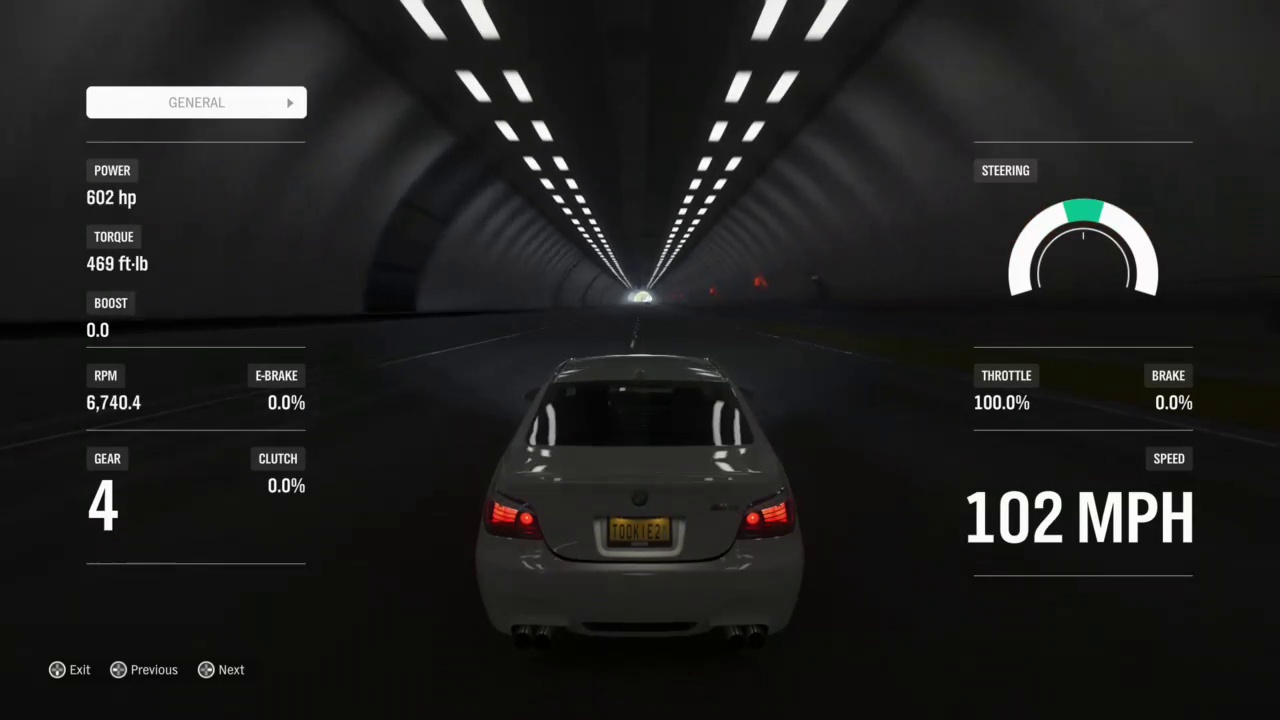 GENERAL
POWER
602 hp
TORQUE
469 ft·lb
BOOST
0.0
RPM
E-BRAKE
6,740.4
0.0%
GEAR
CLUTCH
4
0.0%
STEERING
THROTTLE
BRAKE
100.0%
0.0%
SPEED
102 MPH
TOOKIE2
Exit
Previous
Next